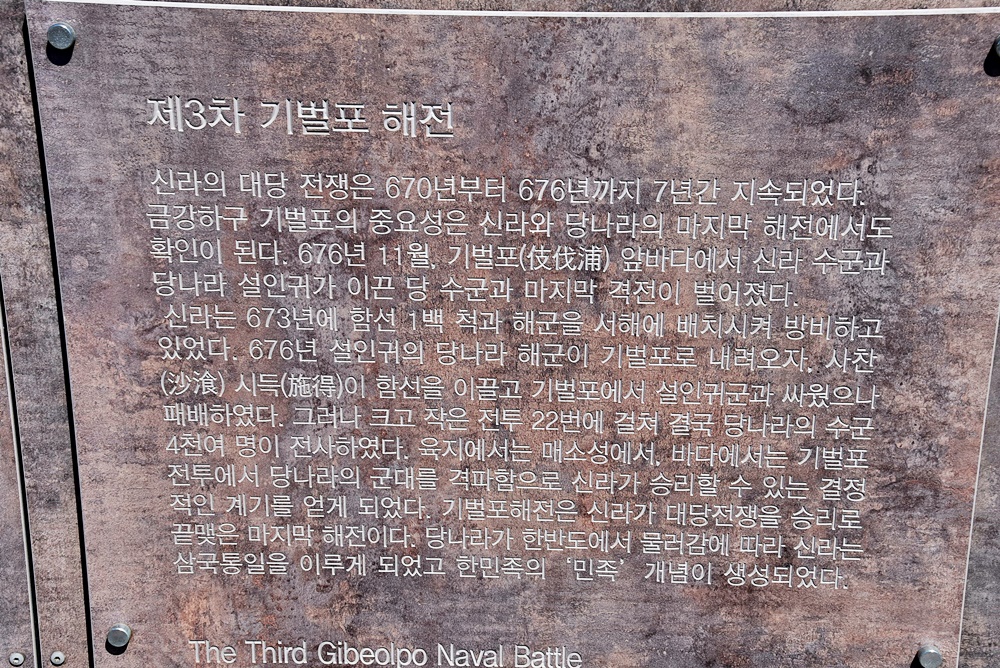 제3차 기벌포 해전
신라의 대당 전쟁은 670년부터 676년까지 7년간 지속되었다.
금강하구 기벌포의 중요성은 신라와 당나라의 마지막 해전에서도
확인이 된다. 676년 11월, 기벌포(伎伐浦) 앞바다에서 신라 수군과
당나라 설인귀가 이끈 당 수군과 마지막 격전이 벌어졌다.
신라는 673년에 함선 1백 척과 해군을 서해에 배치시켜 방비하고
있었다. 676년 설인귀의 당나라 해군이 기벌포로 내려오자, 사찬
(沙湌) 시득(施得)이 함선을 이끌고 기벌포에서 설인귀군과 싸웠으나
패배하였다. 그러나 크고 작은 전투 22번에 걸쳐 결국 당나라의 수군
4천여 명이 전사하였다. 육지에서는 매소성에서, 바다에서는 기벌포
전투에서 당나라의 군대를 격파함으로 신라가 승리할 수 있는 결정
적인 계기를 얻게 되었다. 기벌포해전은 신라가 대당전쟁을 승리로
끝맺은 마지막 해전이다. 당나라가 한반도에서 물러감에 따라 신라는
삼국통일을 이루게 되었고 한민족의 ‘민족’ 개념이 생성되었다.
The Third Gibeolpo Naval Battle